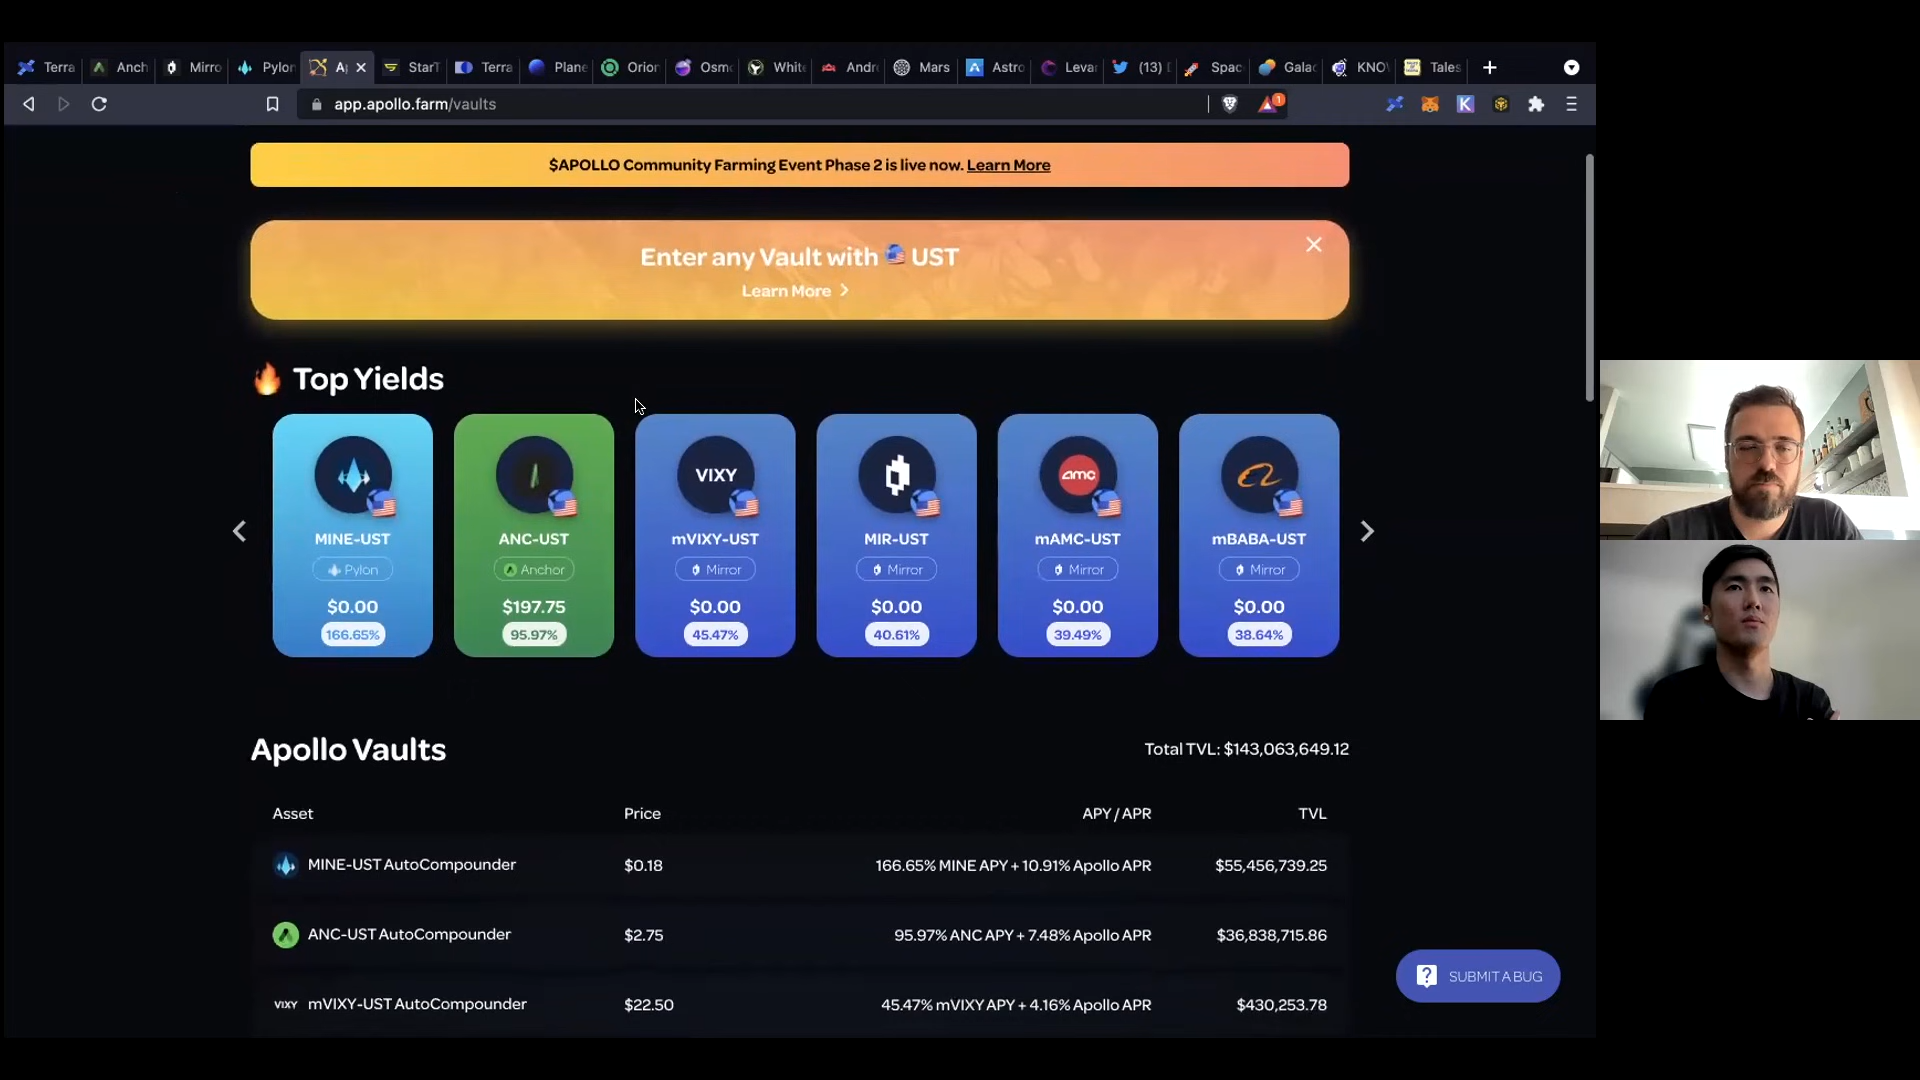 Terra
Anch
Mirro
Pylon
A
StarT
Terra
Plane
Orion
Osmo
White
Andr
Mars
Astro
Leva
(13)
Spac
Galac
KNO
Tales
app.apollo.farm/vaults
1
K
$APOLLO Community Farming Event Phase 2 is live now. Learn More
Enter any Vault with UST
Learn More
Top Yields
MINE-UST
Pylon
$0.00
166.65%
ANC-UST
Anchor
$197.75
95.97%
VIXY
mVIXY-UST
Mirror
$0.00
45.47%
MIR-UST
Mirror
$0.00
40.61%
amc
mAMC-UST
Mirror
$0.00
39.49%
mBABA-UST
Mirror
$0.00
38.64%
Apollo Vaults
Total TVL: $143,063,649.12
Asset Price APY / APR TVL
MINE-UST AutoCompounder $0.18 166.65% MINE APY + 10.91% Apollo APR $55,456,739.25
ANC-UST AutoCompounder $2.75 95.97% ANC APY + 7.48% Apollo APR $36,838,715.86
VIXY mVIXY-UST AutoCompounder $22.50 45.47% mVIXY APY + 4.16% Apollo APR $430,253.78
SUBMIT A BUG